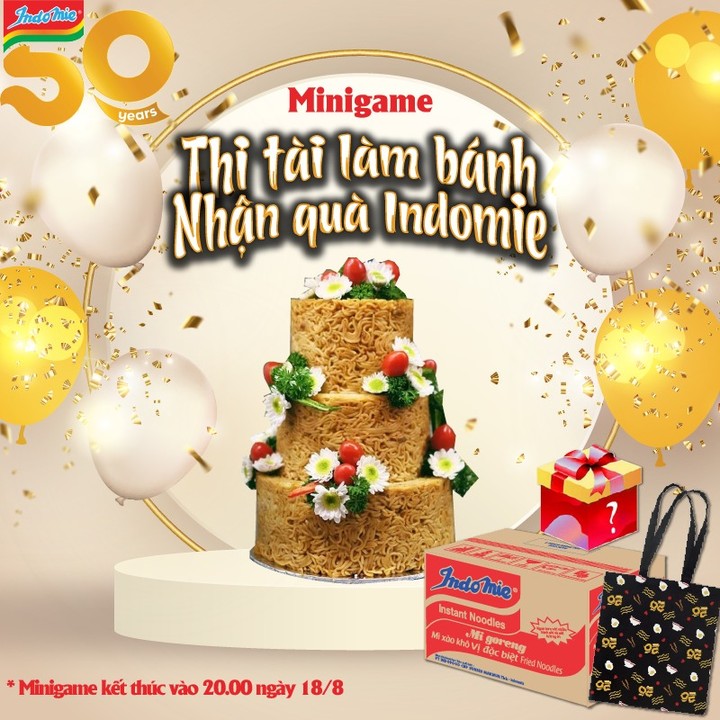 Indomie
50
years
Minigame
Thi tài làm bánh
Nhận quà Indomie
?
Indomie
Instant Noodles
Mi goreng
Mì xào khô Vị đặc biệt Fried Noodles
* Minigame kết thúc vào 20.00 ngày 18/8